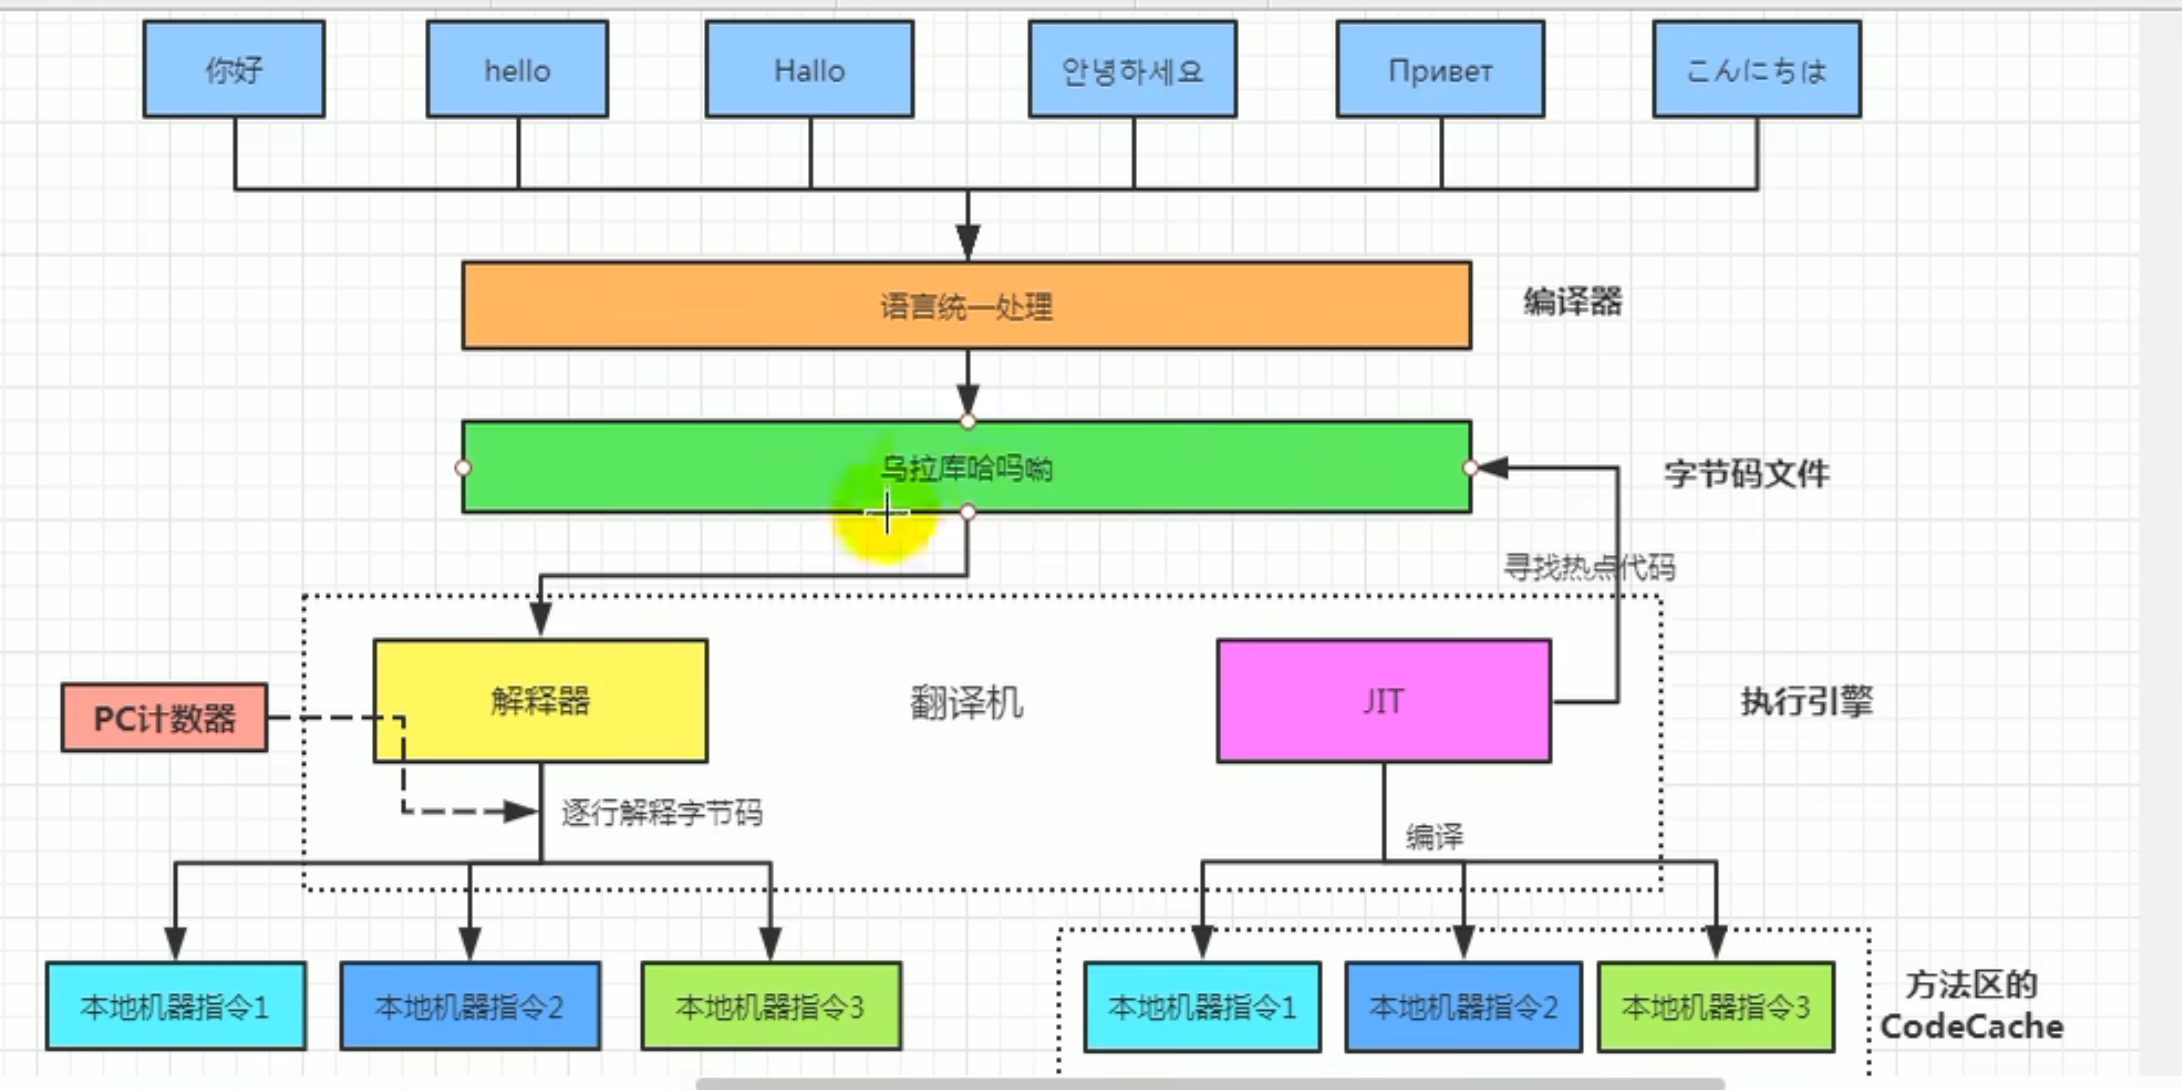 你好
hello
Hallo
안녕하세요
Привет
こんにちは
语言统一处理
编译器
乌拉库哈吗哟
字节码文件
寻找热点代码
PC计数器
解释器
翻译机
JIT
执行引擎
逐行解释字节码
编译
本地机器指令1
本地机器指令2
本地机器指令3
本地机器指令1
本地机器指令2
本地机器指令3
方法区的
CodeCache